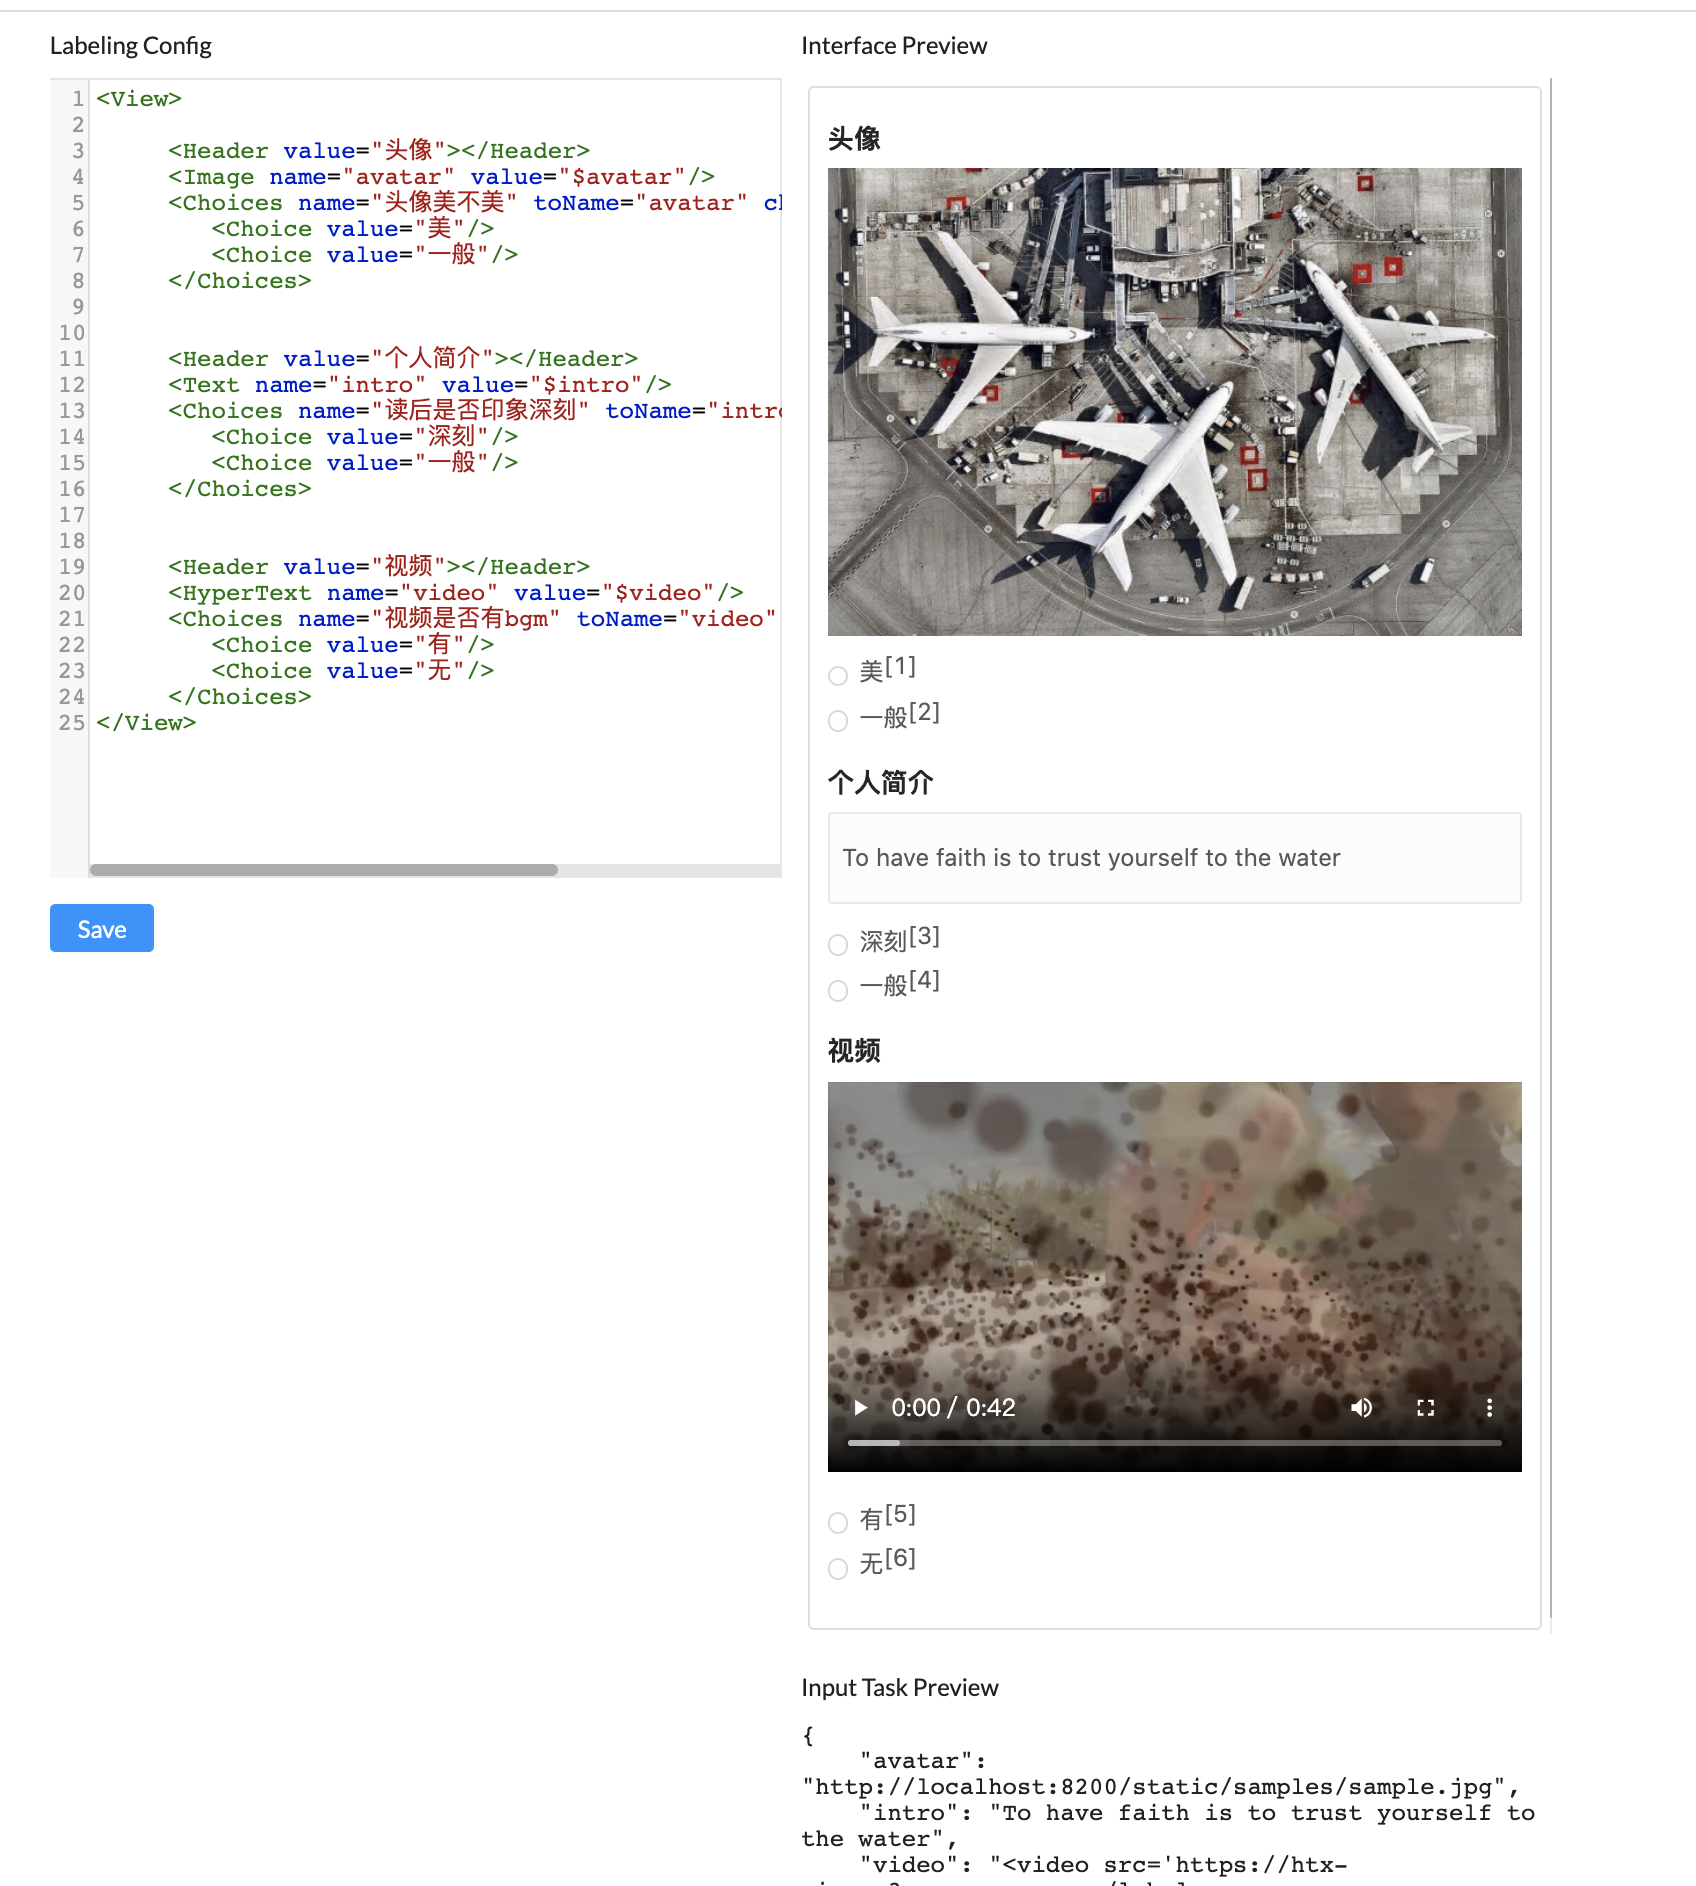 Labeling Config
1 <View>
2
3 <Header value="头像"></Header>
4 <Image name="avatar" value="$avatar"/>
5 <Choices name="头像美不美" toName="avatar"
6 <Choice value="美"/>
7 <Choice value="一般"/>
8 </Choices>
9
10
11 <Header value="个人简介"></Header>
12 <Text name="intro" value="$intro"/>
13 <Choices name="读后是否印象深刻" toName="intro
14 <Choice value="深刻"/>
15 <Choice value="一般"/>
16 </Choices>
17
18
19 <Header value="视频"></Header>
20 <HyperText name="video" value="$video"/>
21 <Choices name="视频是否有bgm" toName="video"
22 <Choice value="有"/>
23 <Choice value="无"/>
24 </Choices>
25 </View>
Save
Interface Preview
头像
美[1]
一般[2]
个人简介
To have faith is to trust yourself to the water
深刻[3]
一般[4]
视频
0:00 / 0:42
有[5]
无[6]
Input Task Preview
{
"avatar":
"http://localhost:8200/static/samples/sample.jpg",
"intro": "To have faith is to trust yourself to
the water",
"video": "<video src='https://htx-